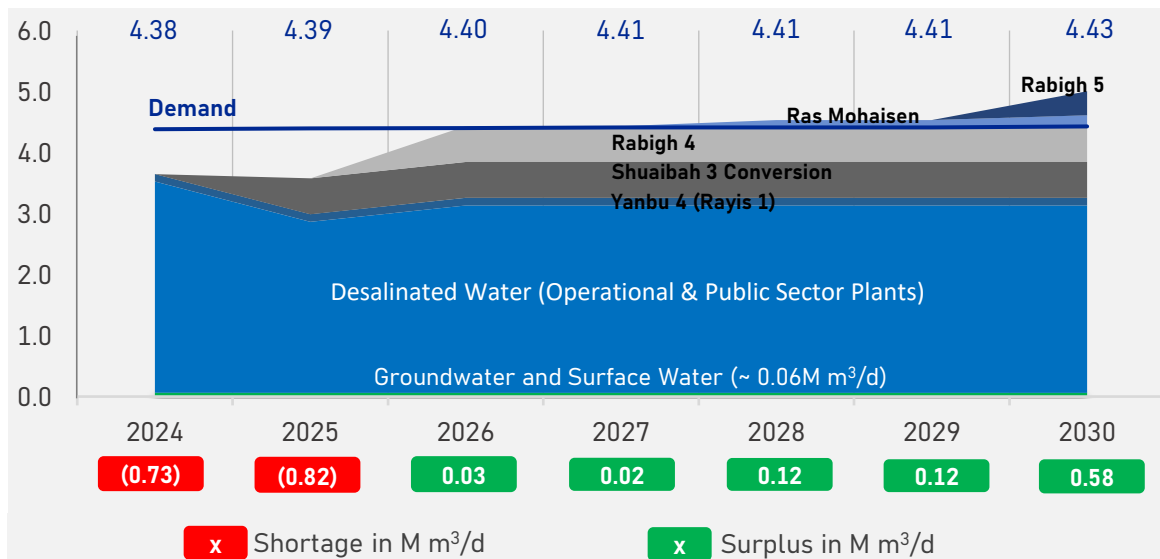 6.0 4.38 4.39 4.40 4.41 4.41 4.41 4.43
5.0 Rabigh 5
Demand Ras Mohaisen
4.0 Rabigh 4
Shuaibah 3 Conversion
3.0 Yanbu 4 (Rayis 1)
2.0
Desalinated Water (Operational & Public Sector Plants)
1.0
Groundwater and Surface Water (~ 0.06M m³/d)
0.0
2024 2025 2026 2027 2028 2029 2030
(0.73) (0.82) 0.03 0.02 0.12 0.12 0.58
x Shortage in M m³/d x Surplus in M m³/d